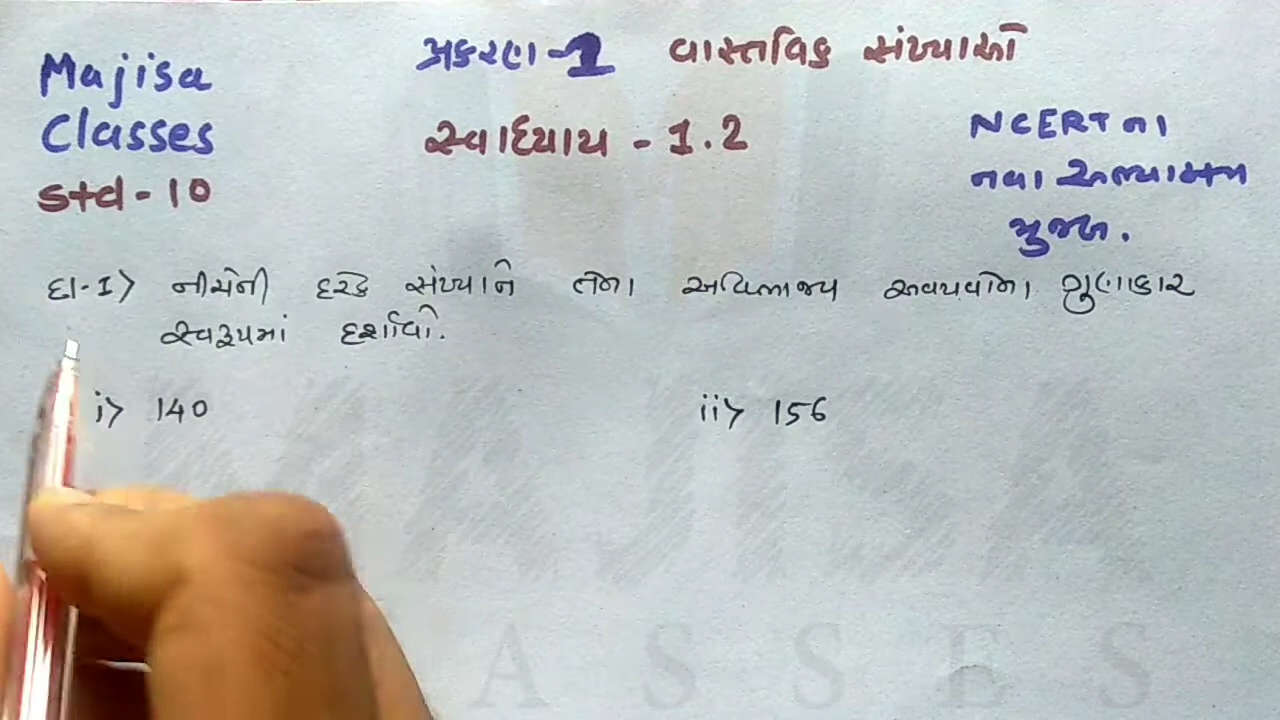 Majisa
Classes
std-10
પ્રકરણ-1 વાસ્તવિક સંખ્યાઓ
સ્વાધ્યાય - 1.2
NCERT ના
નવા અભ્યાસક્રમ
મુજબ.
દા-1> નીચેની દરેક સંખ્યાને તેના અવિભાજ્ય અવયવોના ગુણાકાર
સ્વરૂપમાં દર્શાવો.
i> 140 ii> 156
ASSES